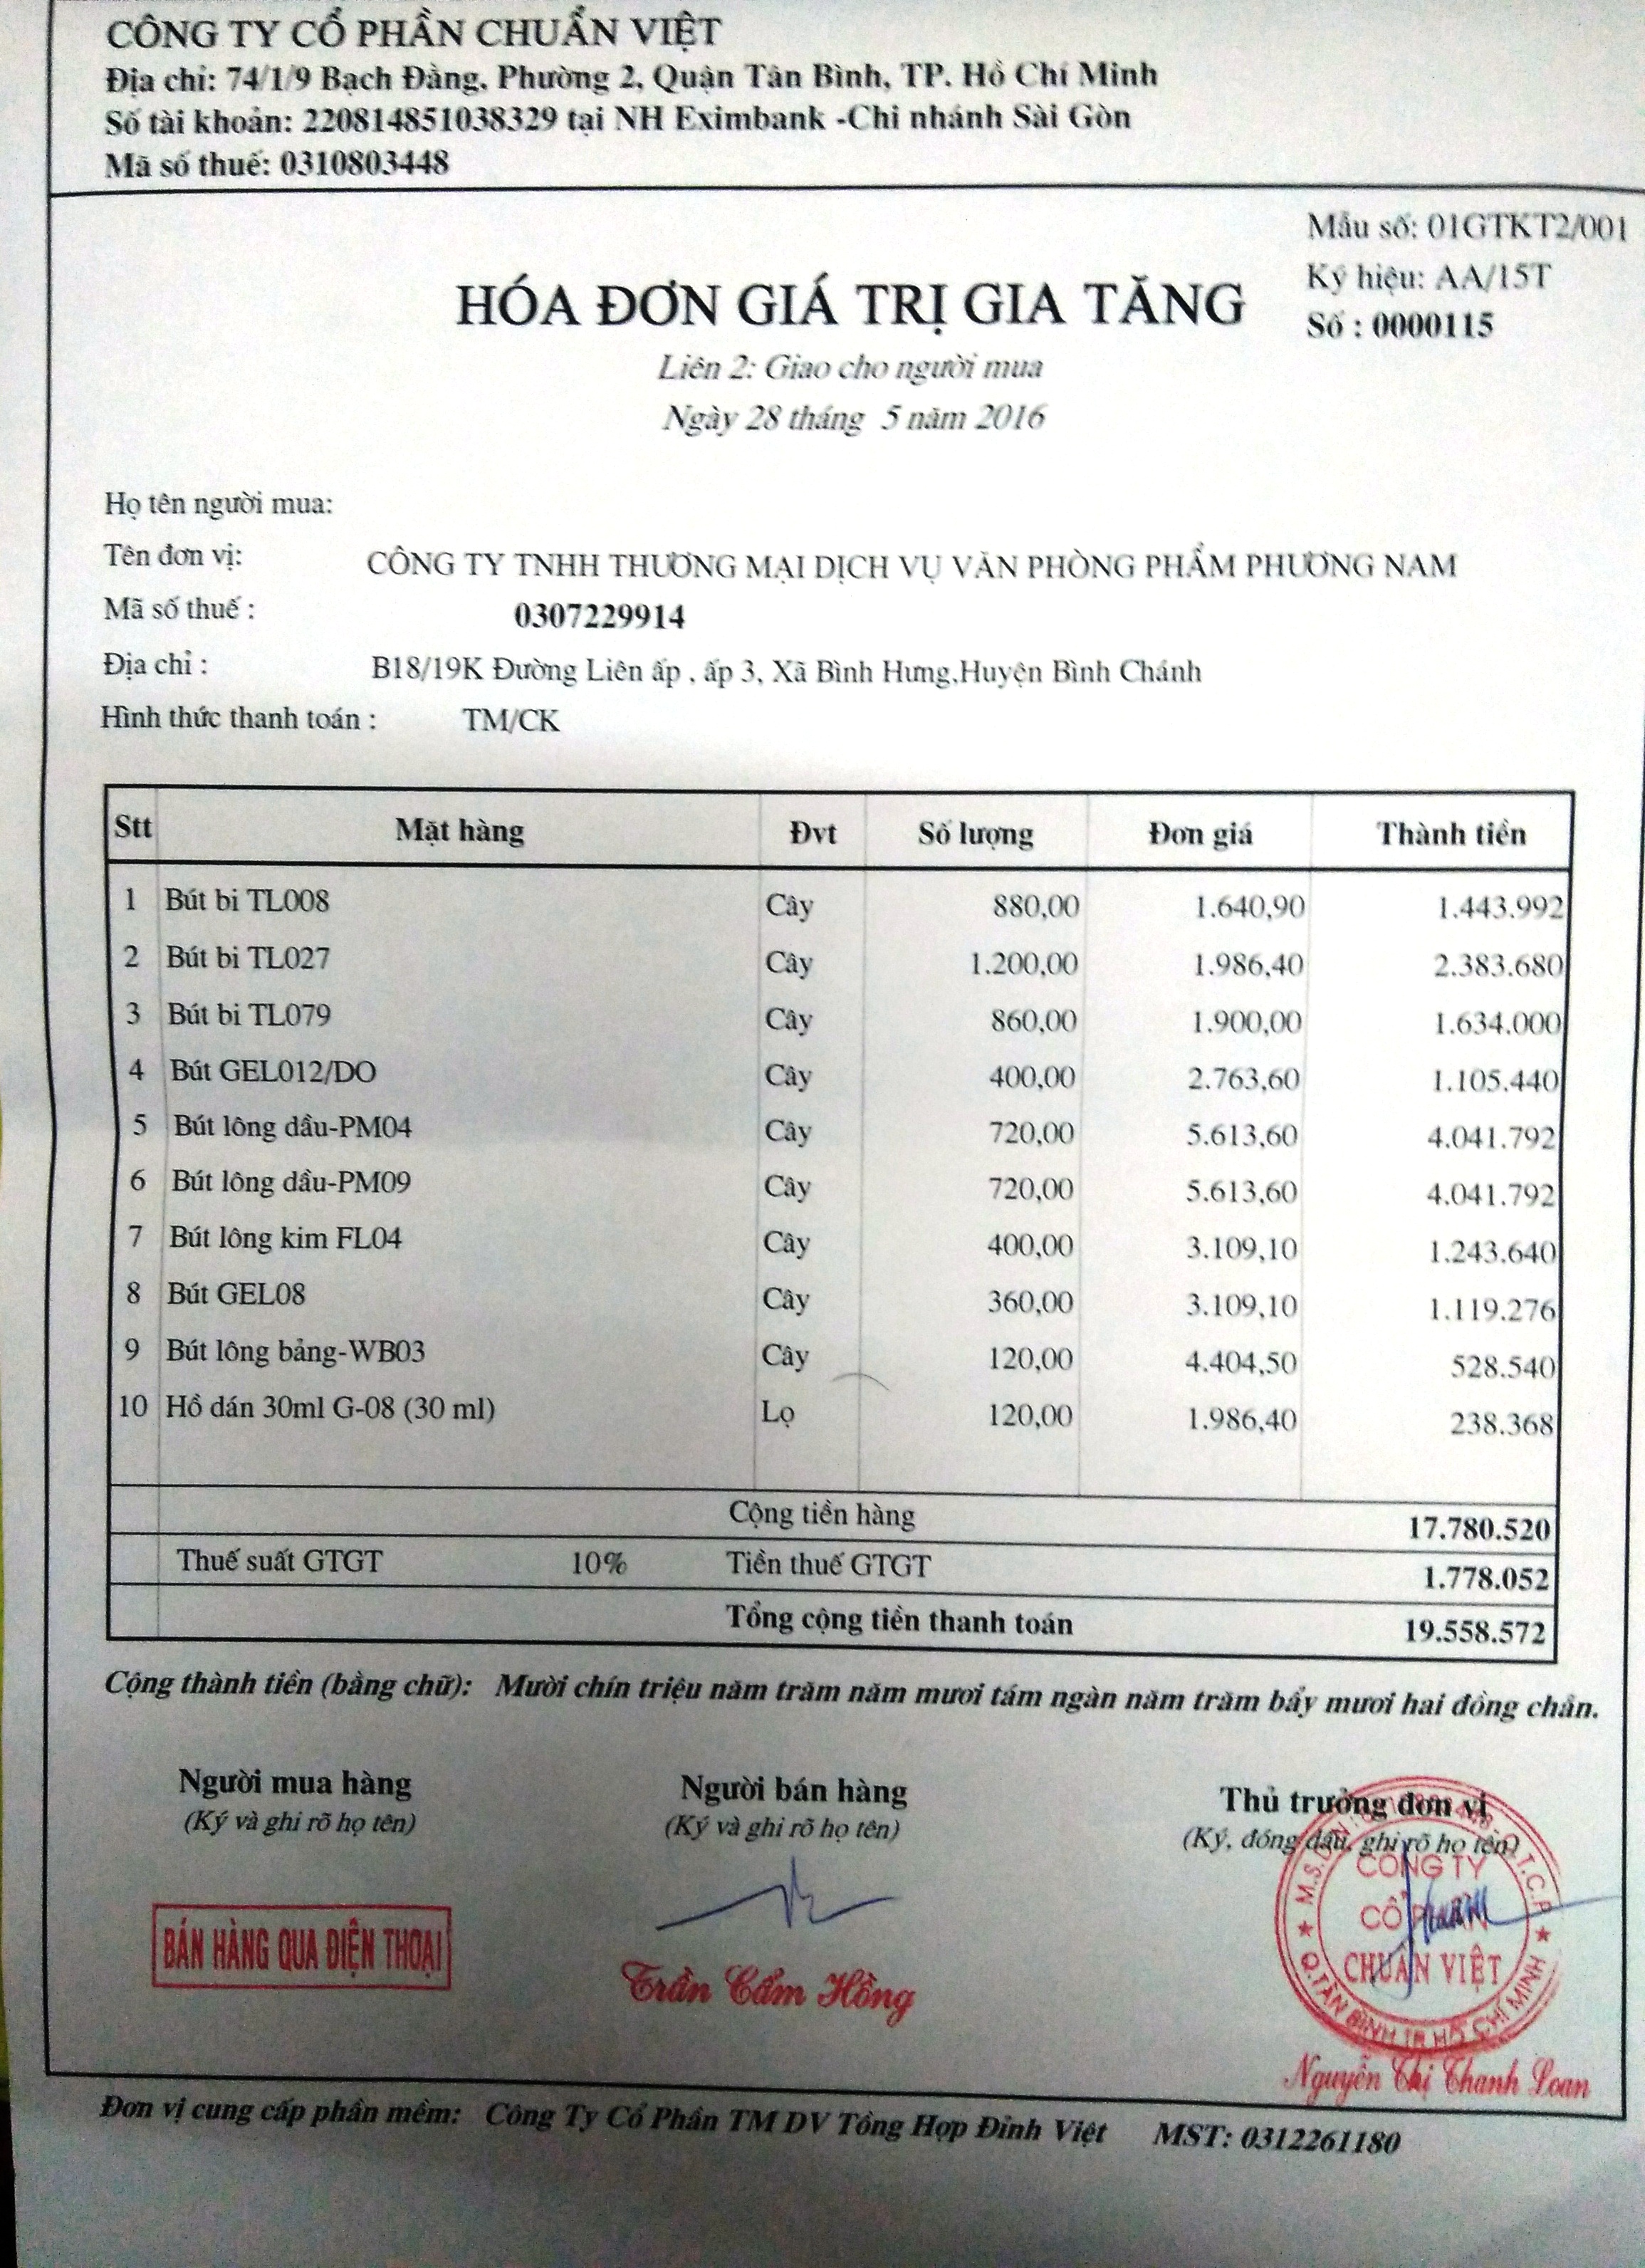 CÔNG TY CỔ PHẦN CHUẨN VIỆT
Địa chỉ: 74/1/9 Bạch Đằng, Phường 2, Quận Tân Bình, TP. Hồ Chí Minh
Số tài khoản: 220814851038329 tại NH Eximbank -Chi nhánh Sài Gòn
Mã số thuế: 0310803448
Mẫu số: 01GTKT2/001
Ký hiệu: AA/15T
Số : 0000115
HÓA ĐƠN GIÁ TRỊ GIA TĂNG
Liên 2: Giao cho người mua
Ngày 28 tháng 5 năm 2016
Họ tên người mua:
Tên đơn vị: CÔNG TY TNHH THƯƠNG MẠI DỊCH VỤ VĂN PHÒNG PHẨM PHƯƠNG NAM
Mã số thuế : 0307229914
Địa chỉ : B18/19K Đường Liên ấp , ấp 3, Xã Bình Hưng,Huyện Bình Chánh
Hình thức thanh toán : TM/CK
Stt Mặt hàng Đvt Số lượng Đơn giá Thành tiền
1 Bút bi TL008 Cây 880,00 1.640,90 1.443.992
2 Bút bi TL027 Cây 1.200,00 1.986,40 2.383.680
3 Bút bi TL079 Cây 860,00 1.900,00 1.634.000
4 Bút GEL012/DO Cây 400,00 2.763,60 1.105.440
5 Bút lông dầu-PM04 Cây 720,00 5.613,60 4.041.792
6 Bút lông dầu-PM09 Cây 720,00 5.613,60 4.041.792
7 Bút lông kim FL04 Cây 400,00 3.109,10 1.243.640
8 Bút GEL08 Cây 360,00 3.109,10 1.119.276
9 Bút lông bảng-WB03 Cây 120,00 4.404,50 528.540
10 Hồ dán 30ml G-08 (30 ml) Lọ 120,00 1.986,40 238.368
Cộng tiền hàng 17.780.520
Thuế suất GTGT 10% Tiền thuế GTGT 1.778.052
Tổng cộng tiền thanh toán 19.558.572
Cộng thành tiền (bằng chữ): Mười chín triệu năm trăm năm mươi tám ngàn năm trăm bẩy mươi hai đồng chẵn.
Người mua hàng Người bán hàng Thủ trưởng đơn vị
(Ký và ghi rõ họ tên) (Ký và ghi rõ họ tên) (Ký, đóng dấu, ghi rõ họ tên)
BÁN HÀNG QUA ĐIỆN THOẠI
Trần Cẩm Hồng
CÔNG TY
CỔ PHẦN
CHUẨN VIỆT
Q.TÂN BÌNH TP HỒ CHÍ MINH
Nguyễn Thị Thanh Loan
Đơn vị cung cấp phần mềm: Công Ty Cổ Phần TM DV Tổng Hợp Đỉnh Việt MST: 0312261180